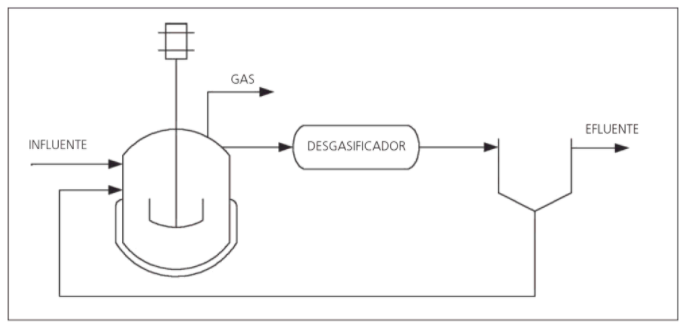 GAS
INFLUENTE
DESGASIFICADOR
EFLUENTE